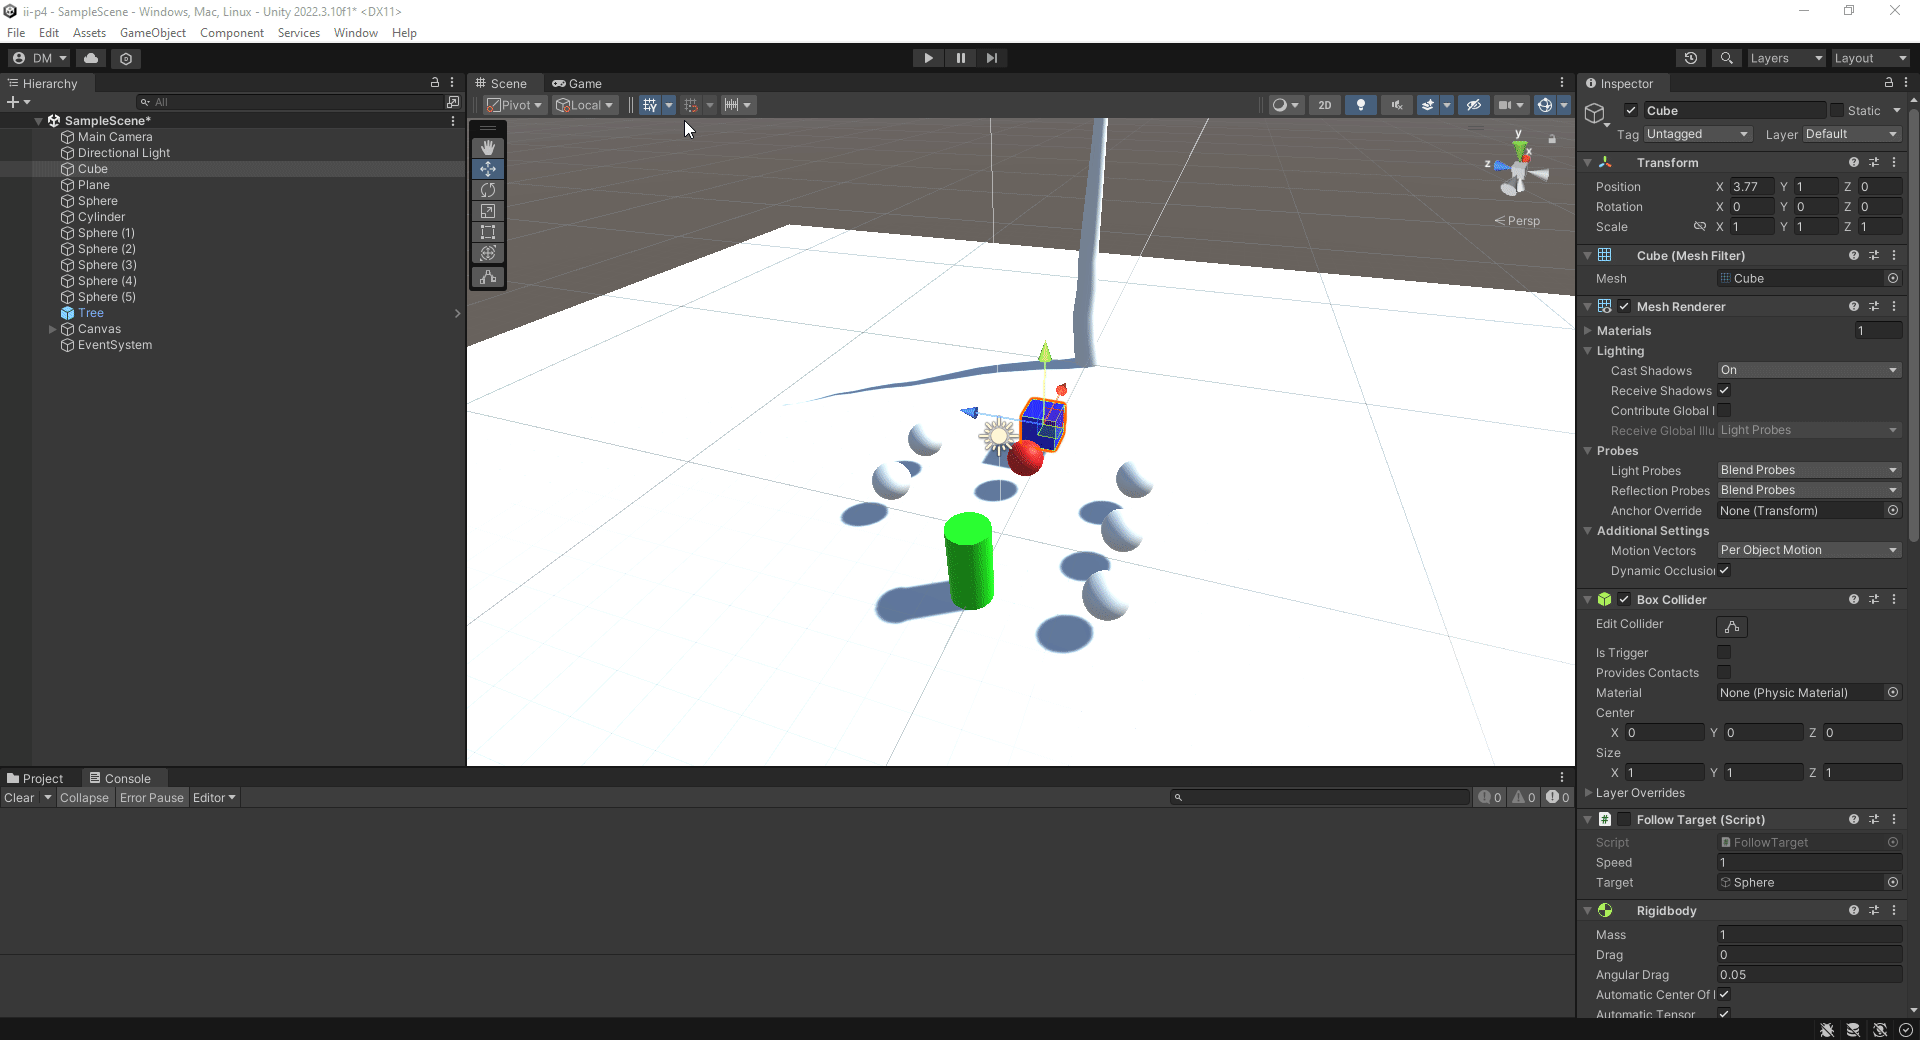 ii-p4 - SampleScene - Windows, Mac, Linux - Unity 2022.3.10f1* <DX11>
File Edit Assets GameObject Component Services Window Help
DM
Layers Layout
Hierarchy
All
SampleScene*
Main Camera
Directional Light
Cube
Plane
Sphere
Cylinder
Sphere (1)
Sphere (2)
Sphere (3)
Sphere (4)
Sphere (5)
Tree
Canvas
EventSystem
Scene Game
Pivot Local 2D
y
x
z
Persp
Project Console
Clear Collapse Error Pause Editor
0 0 0
Inspector
Cube Static
Tag Untagged Layer Default
Transform
Position X 3.77 Y 1 Z 0
Rotation X 0 Y 0 Z 0
Scale X 1 Y 1 Z 1
Cube (Mesh Filter)
Mesh Cube
Mesh Renderer
Materials 1
Lighting
Cast Shadows On
Receive Shadows
Contribute Global I
Receive Global Illu Light Probes
Probes
Light Probes Blend Probes
Reflection Probes Blend Probes
Anchor Override None (Transform)
Additional Settings
Motion Vectors Per Object Motion
Dynamic Occlusion
Box Collider
Edit Collider
Is Trigger
Provides Contacts
Material None (Physic Material)
Center
X 0 Y 0 Z 0
Size
X 1 Y 1 Z 1
Layer Overrides
# Follow Target (Script)
Script FollowTarget
Speed 1
Target Sphere
Rigidbody
Mass 1
Drag 0
Angular Drag 0.05
Automatic Center Of
Automatic Tensor